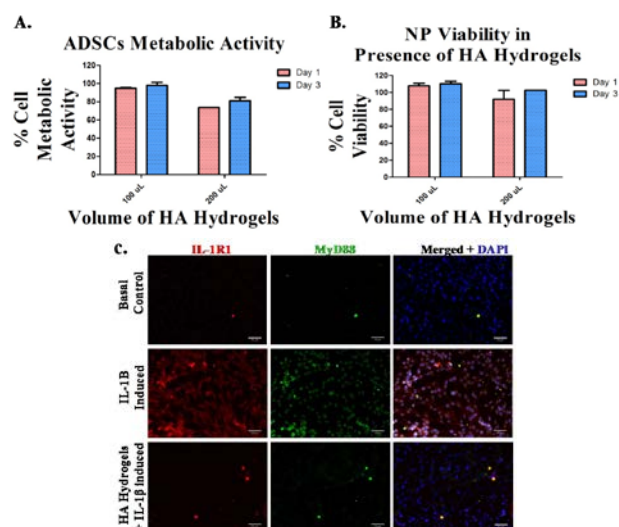 A.
ADSCs Metabolic Activity
% Cell
Metabolic
Activity
120
100
80
60
40
20
0
100 uL
200 uL
Day 1
Day 3
Volume of HA Hydrogels
B.
NP Viability in
Presence of HA Hydrogels
% Cell
Viability
120
100
80
60
40
20
0
100 uL
200 uL
Day 1
Day 3
Volume of HA Hydrogels
C.
IL-1R1
MyD88
Merged + DAPI
Basal
Control
IL-1B
Induced
HA Hydrogels
+ IL-1β induced